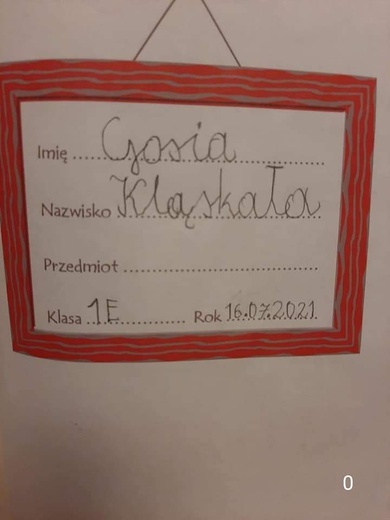 Imię Gosia
Nazwisko Kląskała
Przedmiot
Klasa 1E Rok 16.07.2021
0